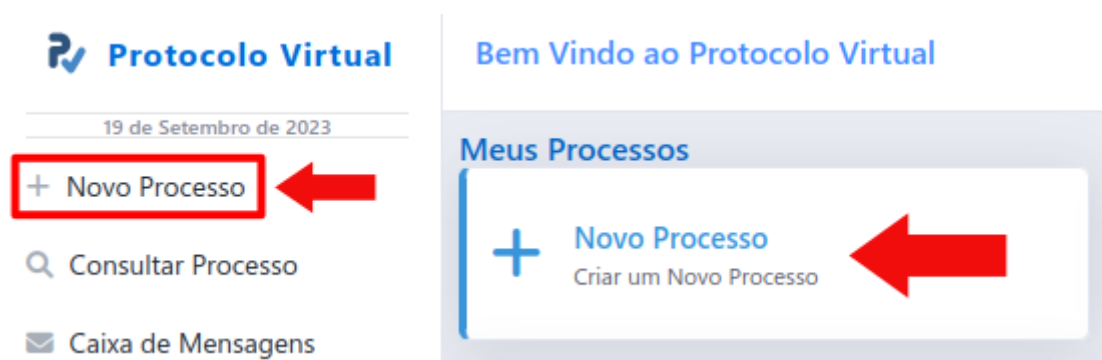 Protocolo Virtual
19 de Setembro de 2023
Novo Processo
Consultar Processo
Caixa de Mensagens
Bem Vindo ao Protocolo Virtual
Meus Processos
Novo Processo
Criar um Novo Processo